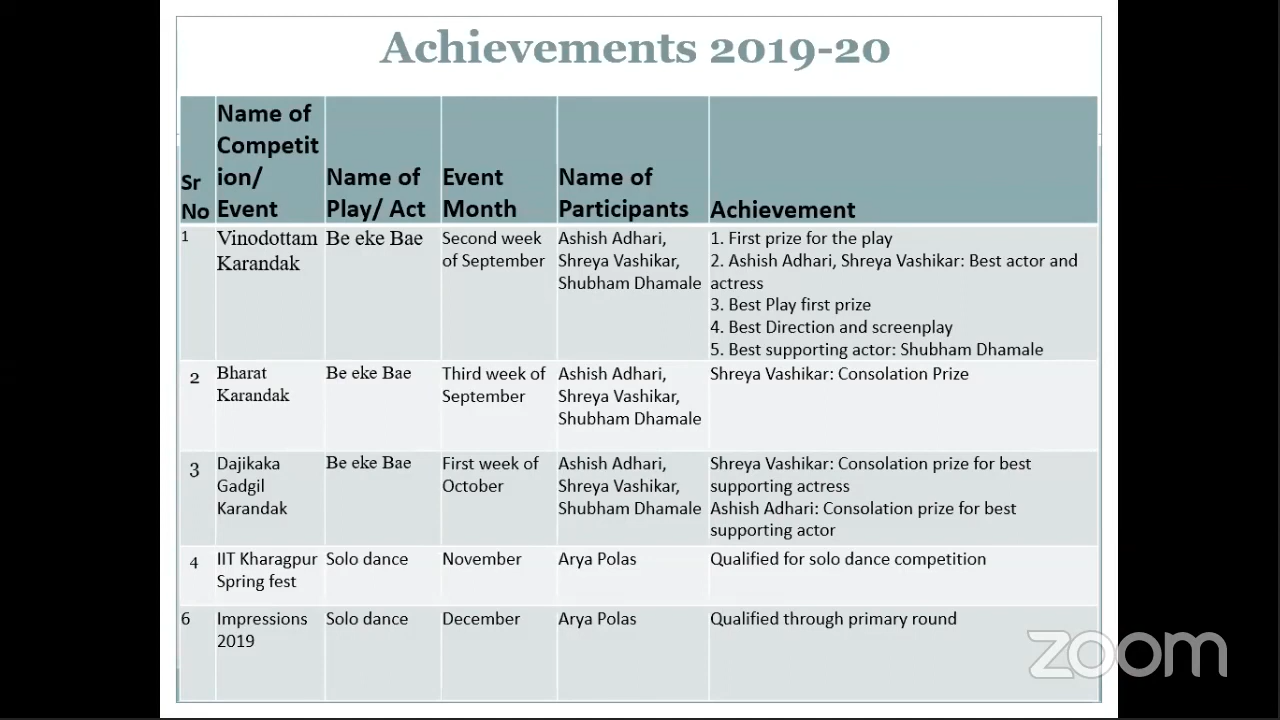 Achievements 2019-20
Sr No
Name of Competit ion/ Event
Name of Play/ Act
Event Month
Name of Participants
Achievement
1
Vinodottam Karandak
Be eke Bae
Second week of September
Ashish Adhari, Shreya Vashikar, Shubham Dhamale
1. First prize for the play
2. Ashish Adhari, Shreya Vashikar: Best actor and actress
3. Best Play first prize
4. Best Direction and screenplay
5. Best supporting actor: Shubham Dhamale
2
Bharat Karandak
Be eke Bae
Third week of September
Ashish Adhari, Shreya Vashikar, Shubham Dhamale
Shreya Vashikar: Consolation Prize
3
Dajikaka Gadgil Karandak
Be eke Bae
First week of October
Ashish Adhari, Shreya Vashikar, Shubham Dhamale
Shreya Vashikar: Consolation prize for best supporting actress
Ashish Adhari: Consolation prize for best supporting actor
4
IIT Kharagpur Spring fest
Solo dance
November
Arya Polas
Qualified for solo dance competition
6
Impressions 2019
Solo dance
December
Arya Polas
Qualified through primary round
zoom